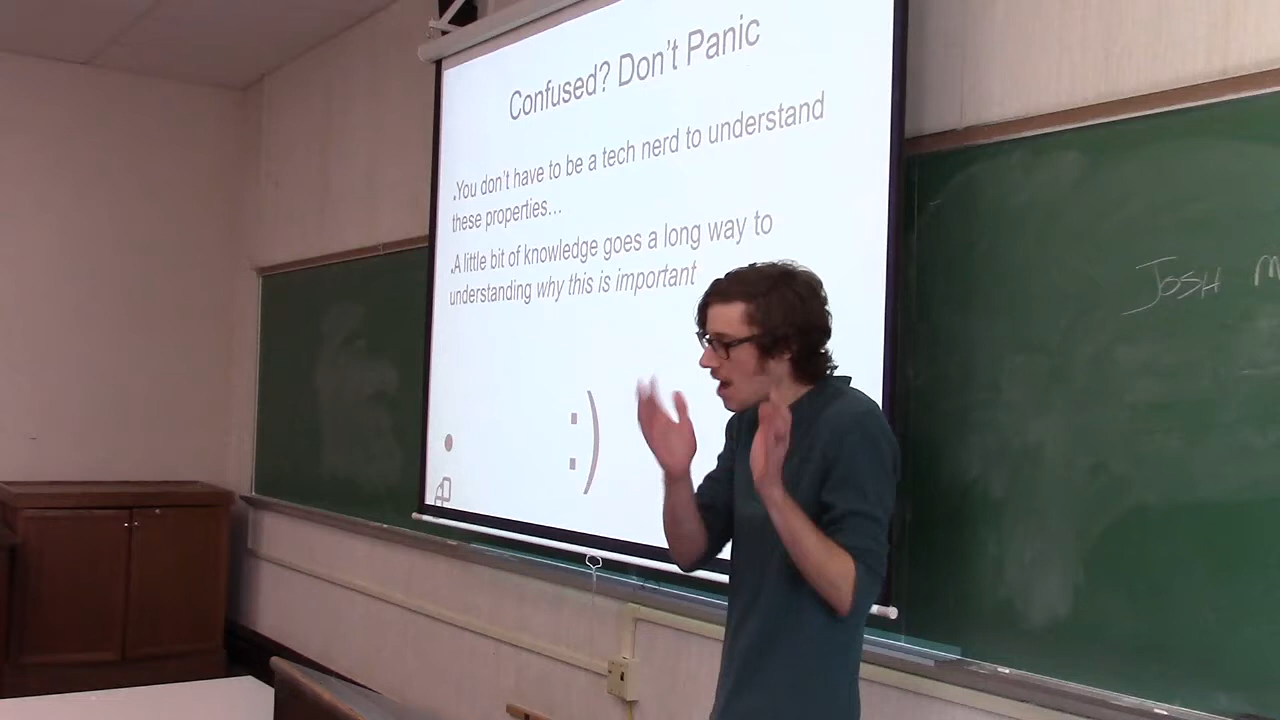 Confused? Don't Panic
.You don't have to be a tech nerd to understand
these properties...
.A little bit of knowledge goes a long way to
understanding why this is important
:)
JOSH M